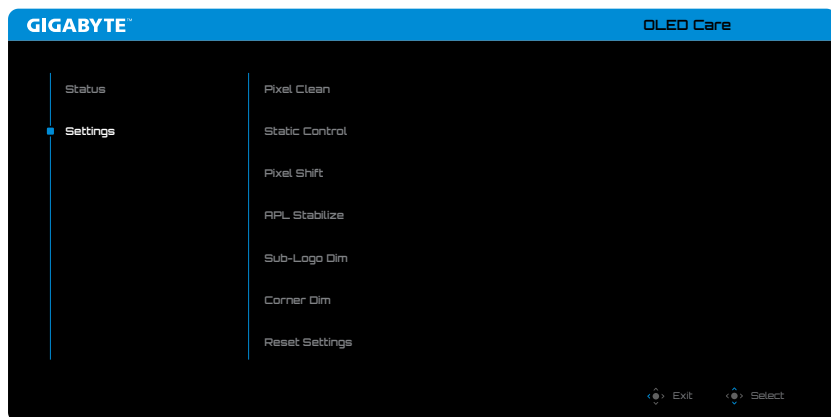 GIGABYTE™
OLED Care
Status
Settings
Pixel Clean
Static Control
Pixel Shift
APL Stabilize
Sub-Logo Dim
Corner Dim
Reset Settings
Exit
Select